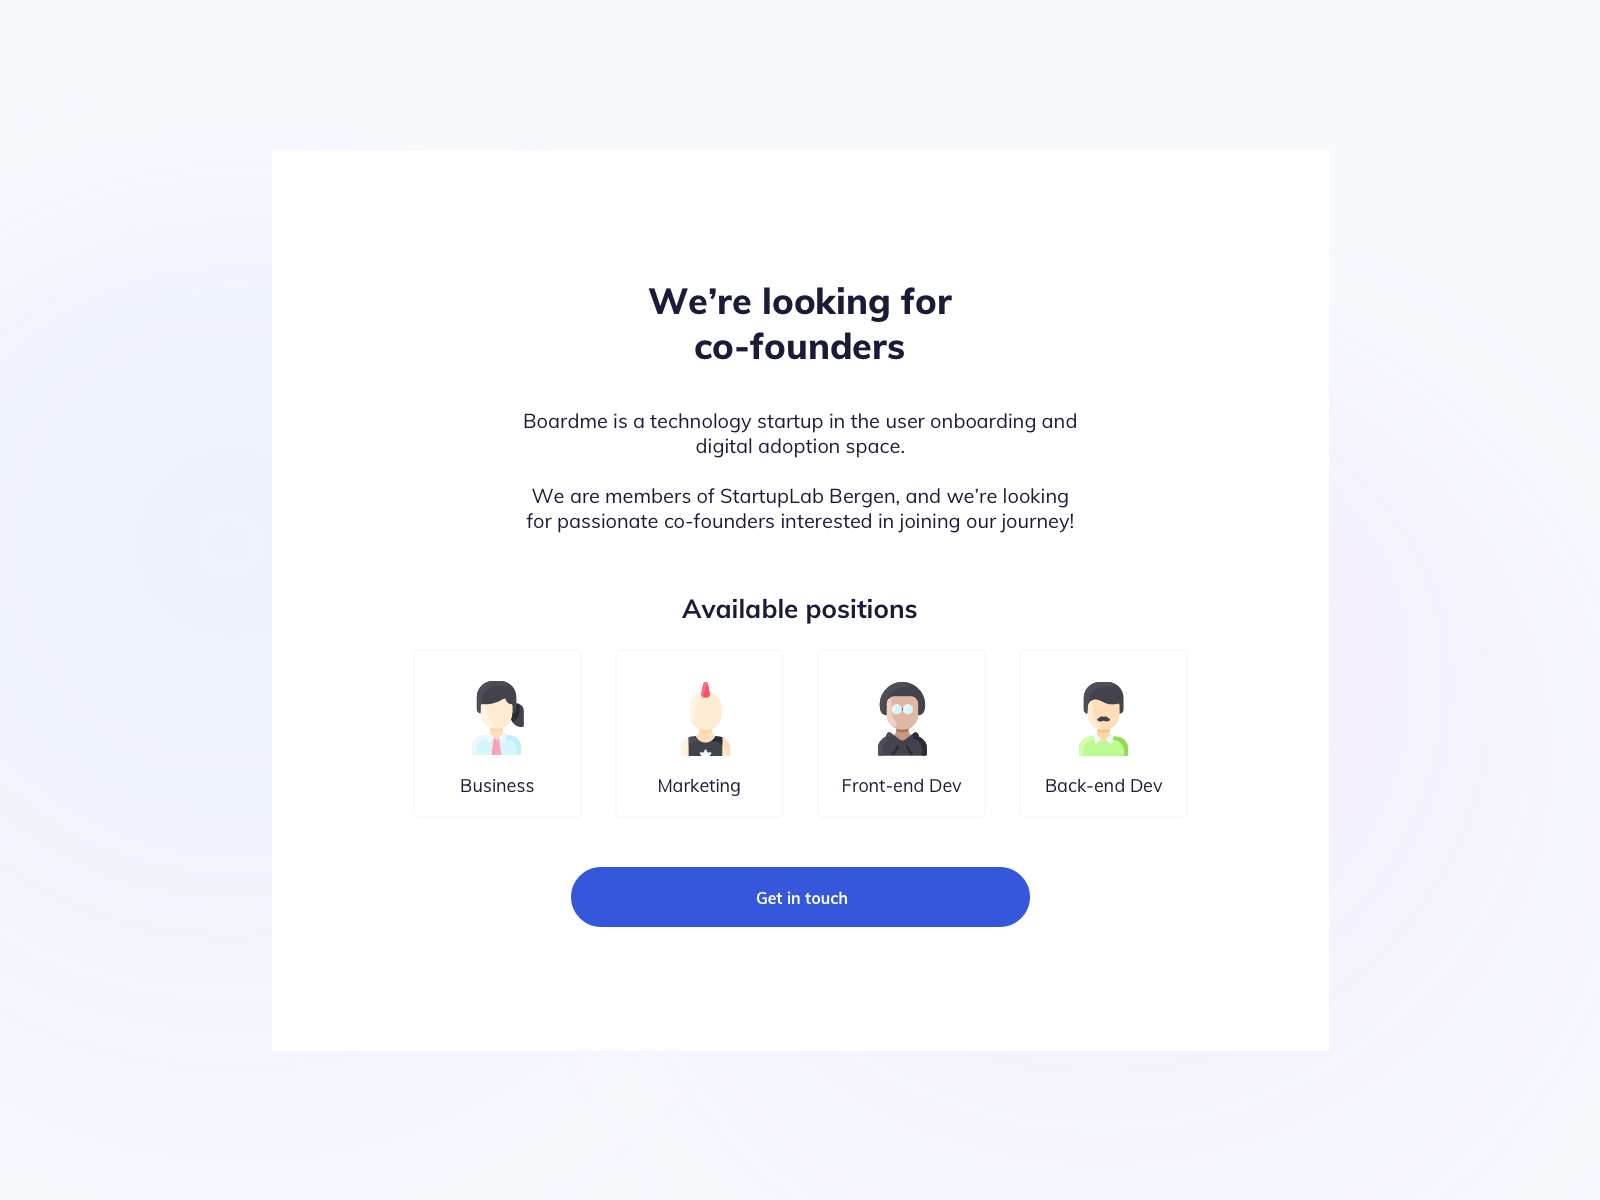 We’re looking for
co-founders
Boardme is a technology startup in the user onboarding and
digital adoption space.
We are members of StartupLab Bergen, and we’re looking
for passionate co-founders interested in joining our journey!
Available positions
Business
Marketing
Front-end Dev
Back-end Dev
Get in touch